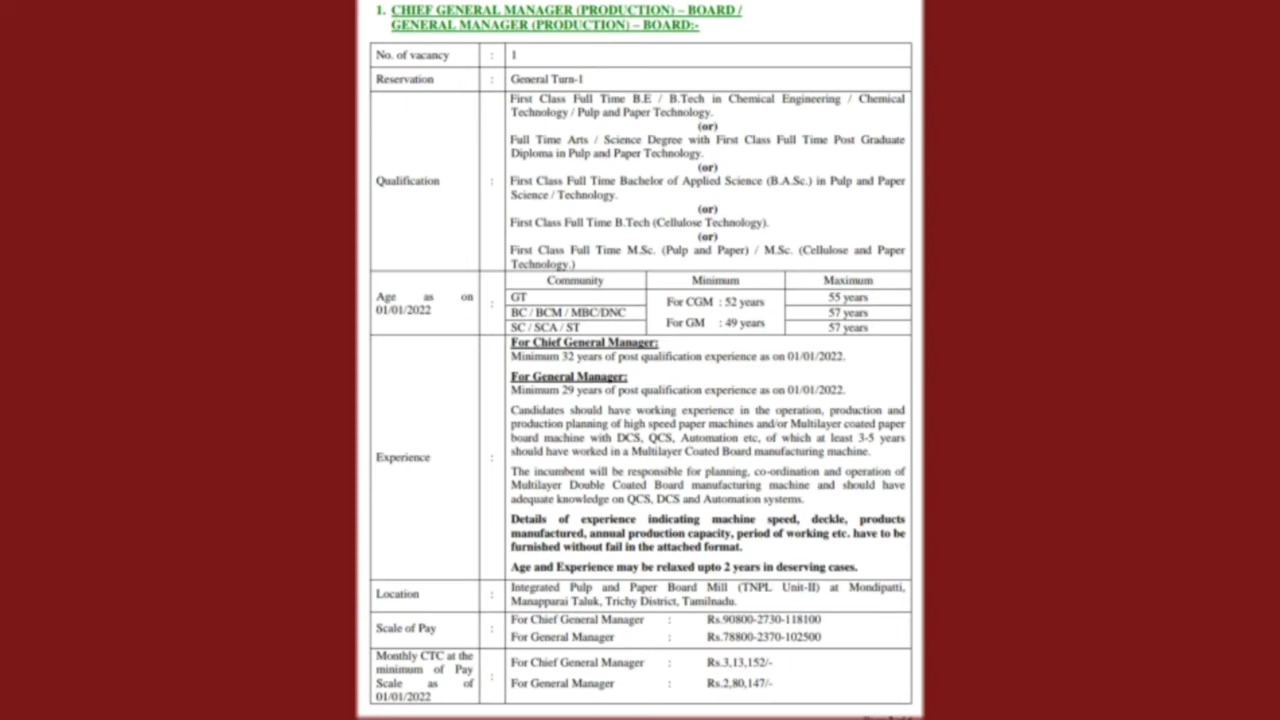 1. CHIEF GENERAL MANAGER (PRODUCTION) – BOARD /
GENERAL MANAGER (PRODUCTION) – BOARD:-
No. of vacancy : 1
Reservation : General Turn-1
Qualification :
First Class Full Time B.E / B.Tech in Chemical Engineering / Chemical
Technology / Pulp and Paper Technology.
(or)
Full Time Arts / Science Degree with First Class Full Time Post Graduate
Diploma in Pulp and Paper Technology.
(or)
First Class Full Time Bachelor of Applied Science (B.A.Sc.) in Pulp and Paper
Science / Technology.
(or)
First Class Full Time B.Tech (Cellulose Technology).
(or)
First Class Full Time M.Sc. (Pulp and Paper) / M.Sc. (Cellulose and Paper
Technology.)
Age as on
01/01/2022
:
Community Minimum Maximum
GT 55 years
For CGM : 52 years
BC / BCM / MBC/DNC 57 years
For GM : 49 years
SC / SCA / ST 57 years
Experience :
For Chief General Manager:
Minimum 32 years of post qualification experience as on 01/01/2022.
For General Manager:
Minimum 29 years of post qualification experience as on 01/01/2022.
Candidates should have working experience in the operation, production and
production planning of high speed paper machines and/or Multilayer coated paper
board machine with DCS, QCS, Automation etc, of which at least 3-5 years
should have worked in a Multilayer Coated Board manufacturing machine.
The incumbent will be responsible for planning, co-ordination and operation of
Multilayer Double Coated Board manufacturing machine and should have
adequate knowledge on QCS, DCS and Automation systems.
Details of experience indicating machine speed, deckle, products
manufactured, annual production capacity, period of working etc. have to be
furnished without fail in the attached format.
Age and Experience may be relaxed upto 2 years in deserving cases.
Location :
Integrated Pulp and Paper Board Mill (TNPL Unit-II) at Mondipatti,
Manapparai Taluk, Trichy District, Tamilnadu.
Scale of Pay :
For Chief General Manager : Rs.90800-2730-118100
For General Manager : Rs.78800-2370-102500
Monthly CTC at the
minimum of Pay
Scale as of
01/01/2022
:
For Chief General Manager : Rs.3,13,152/-
For General Manager : Rs.2,80,147/-